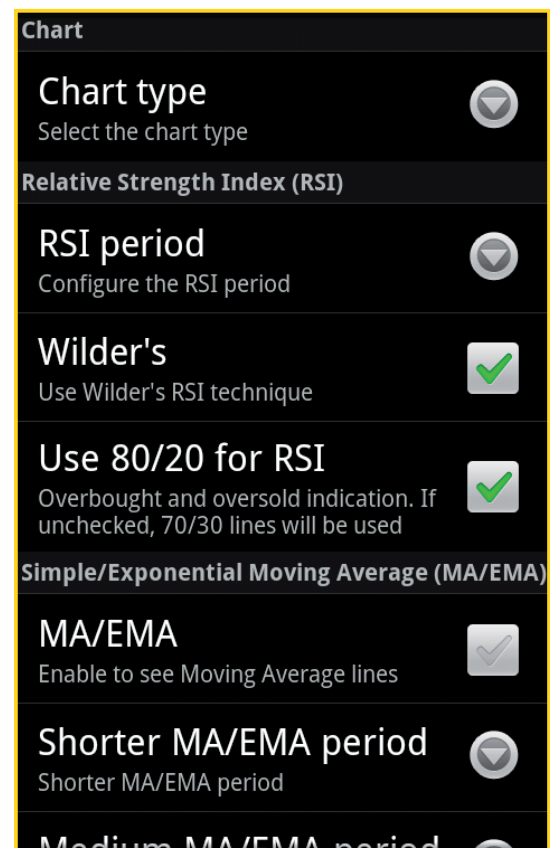 Chart
Chart type
Select the chart type
Relative Strength Index (RSI)
RSI period
Configure the RSI period
Wilder's
Use Wilder's RSI technique
Use 80/20 for RSI
Overbought and oversold indication. If
unchecked, 70/30 lines will be used
Simple/Exponential Moving Average (MA/EMA)
MA/EMA
Enable to see Moving Average lines
Shorter MA/EMA period
Shorter MA/EMA period
Medium MA/EMA period